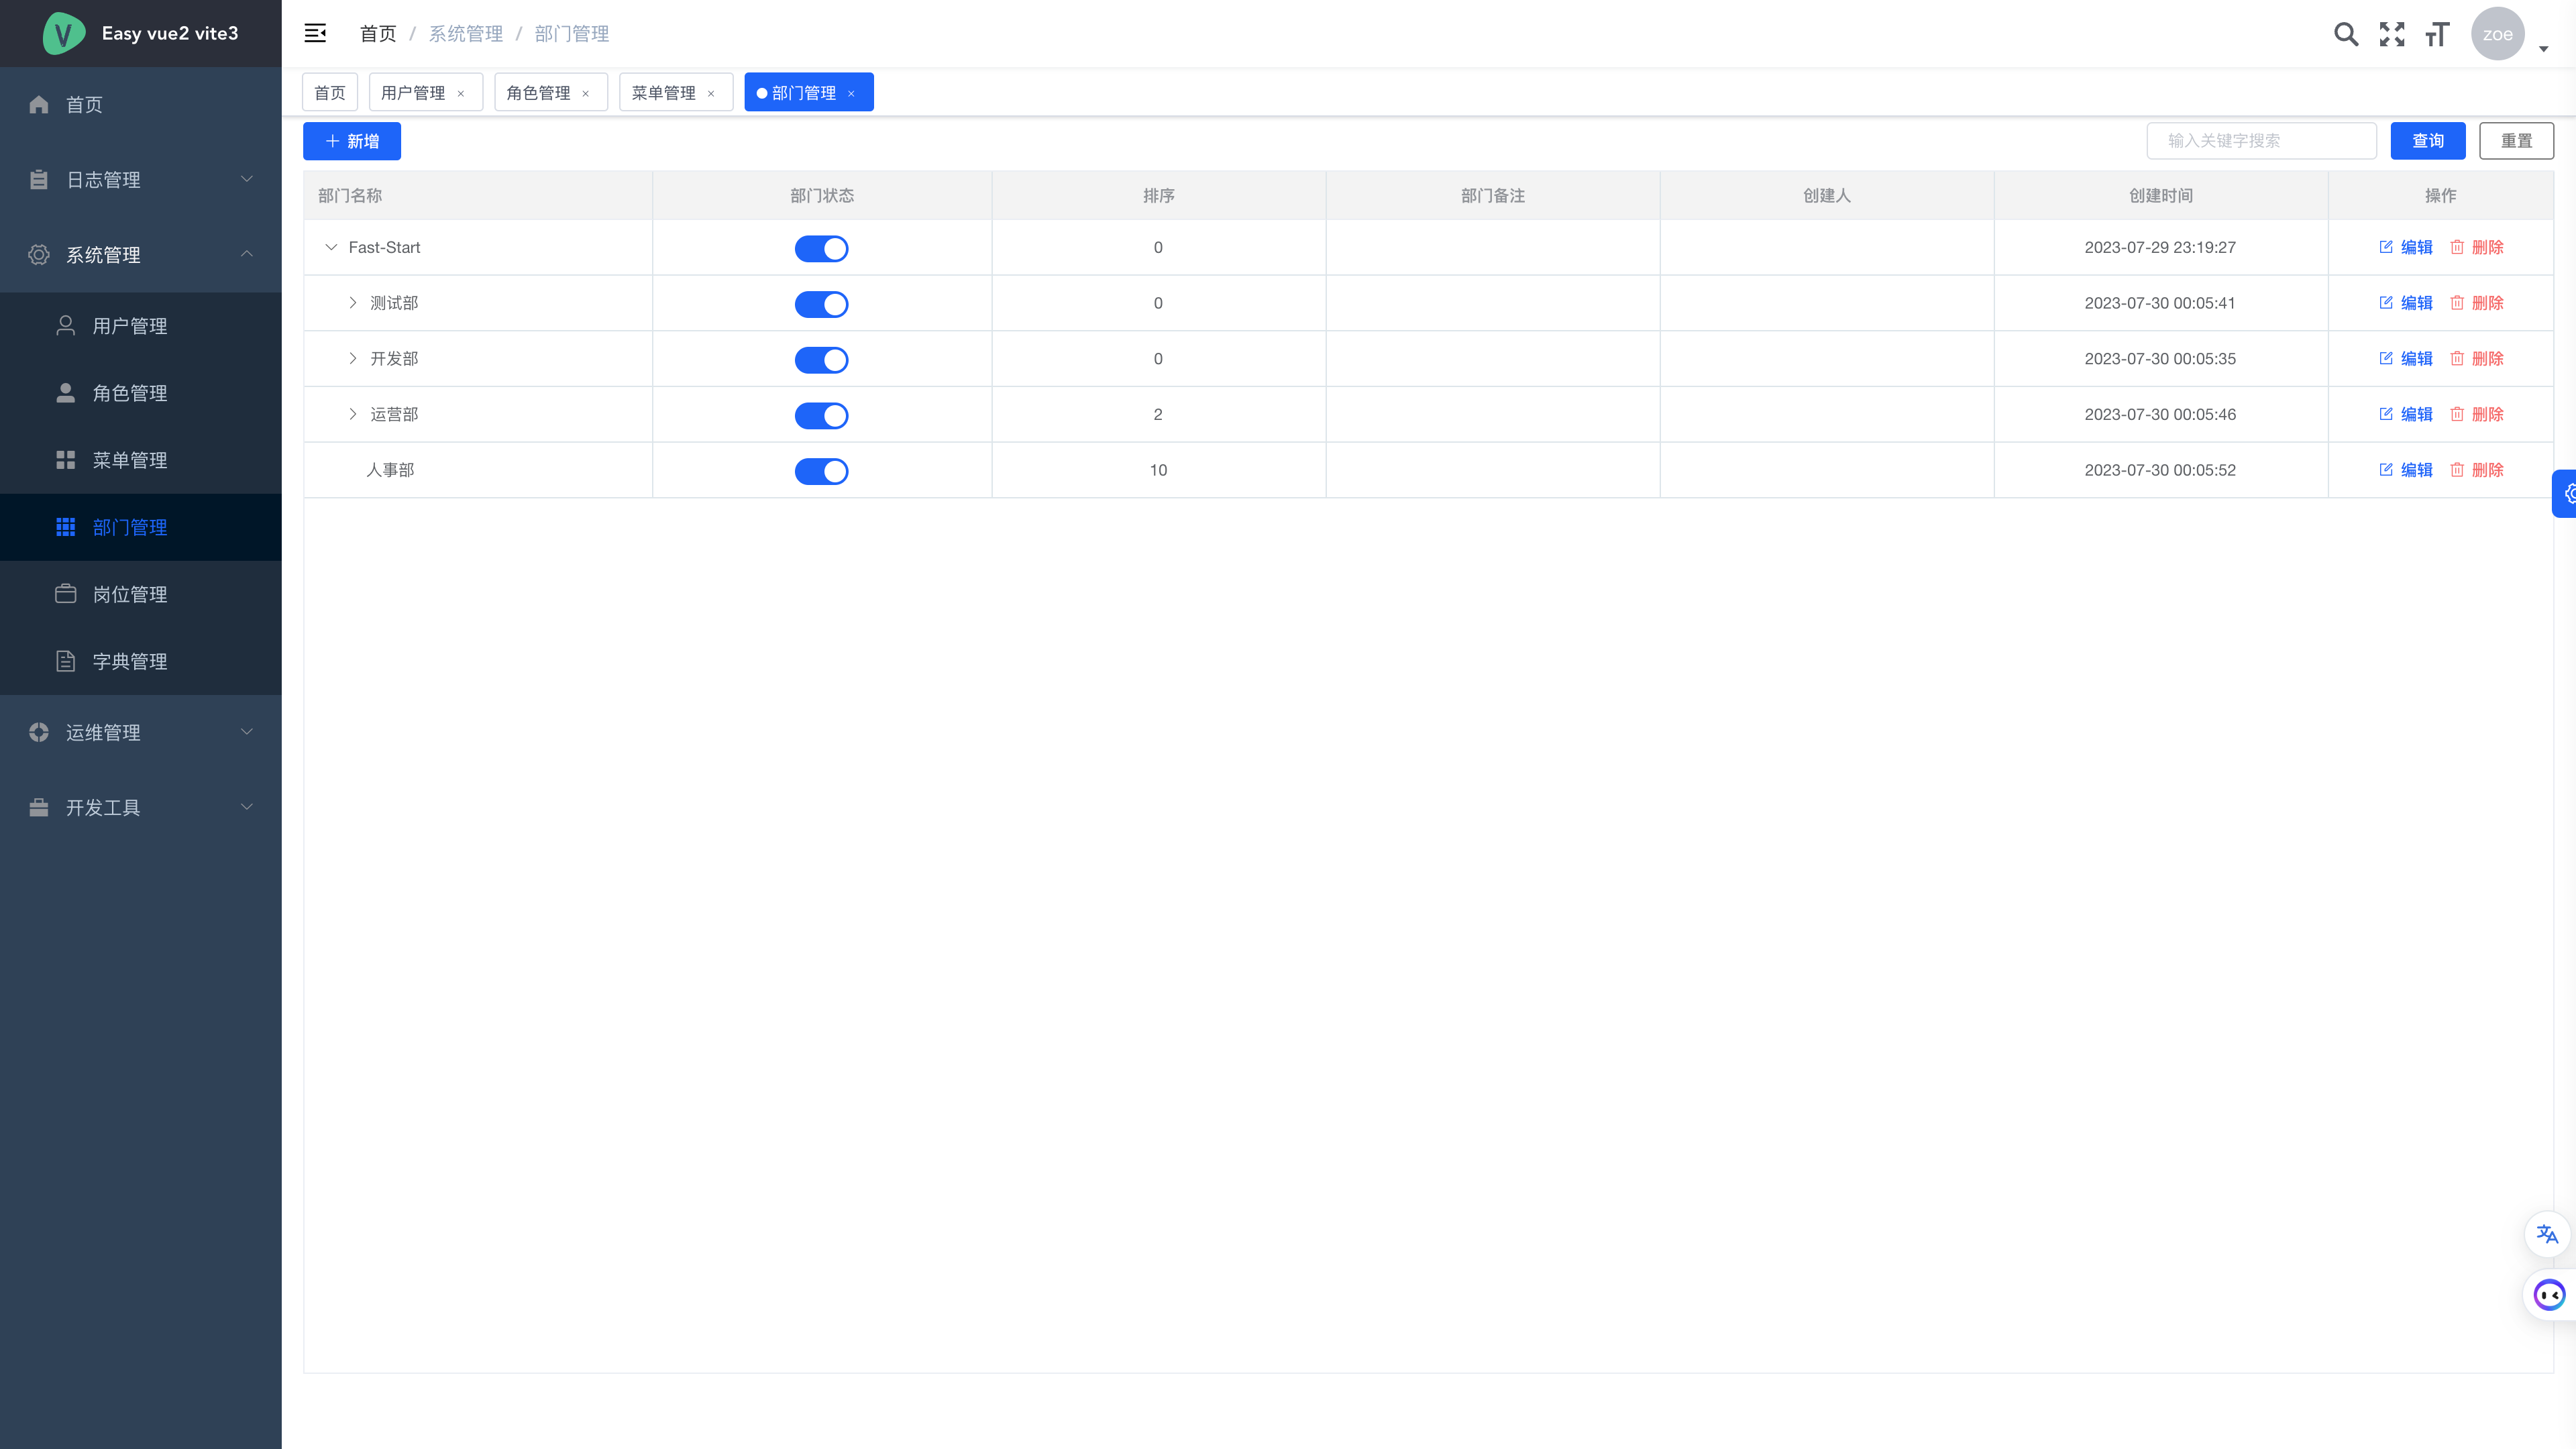 Easy vue2 vite3
首页 / 系统管理 / 部门管理
zoe
首页
日志管理
系统管理
用户管理
角色管理
菜单管理
部门管理
岗位管理
字典管理
运维管理
开发工具
首页 用户管理 × 角色管理 × 菜单管理 × 部门管理 ×
新增 输入关键字搜索 查询 重置
部门名称 部门状态 排序 部门备注 创建人 创建时间 操作
Fast-Start 0 2023-07-29 23:19:27 编辑 删除
测试部 0 2023-07-30 00:05:41 编辑 删除
开发部 0 2023-07-30 00:05:35 编辑 删除
运营部 2 2023-07-30 00:05:46 编辑 删除
人事部 10 2023-07-30 00:05:52 编辑 删除